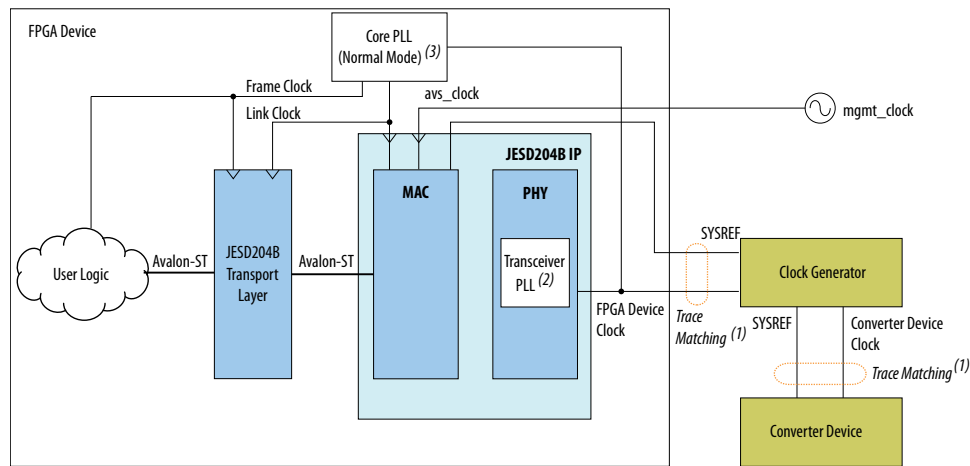 FPGA Device
Core PLL
(Normal Mode) (3)
Frame Clock
avs_clock
Link Clock
mgmt_clock
JESD204B IP
MAC
PHY
SYSREF
JESD204B
Transport
Layer
User Logic
Avalon-ST
Avalon-ST
Transceiver
PLL (2)
Clock Generator
FPGA Device
Clock
Trace
Matching (1)
SYSREF
Converter Device
Clock
Trace Matching (1)
Converter Device